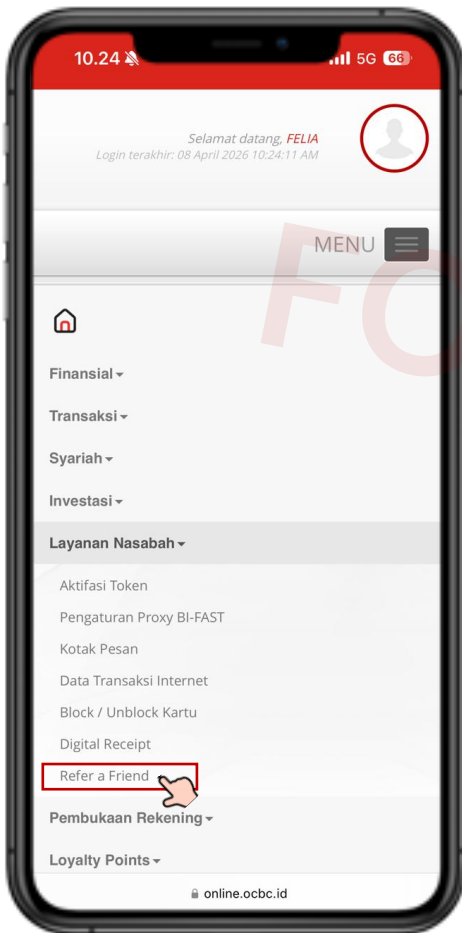 10.24
5G 66
Selamat datang, FELIA
Login terakhir: 08 April 2026 10:24:11 AM
MENU
FO
Finansial
Transaksi
Syariah
Investasi
Layanan Nasabah
Aktifasi Token
Pengaturan Proxy BI-FAST
Kotak Pesan
Data Transaksi Internet
Block / Unblock Kartu
Digital Receipt
Refer a Friend
Pembukaan Rekening
Loyalty Points
online.ocbc.id